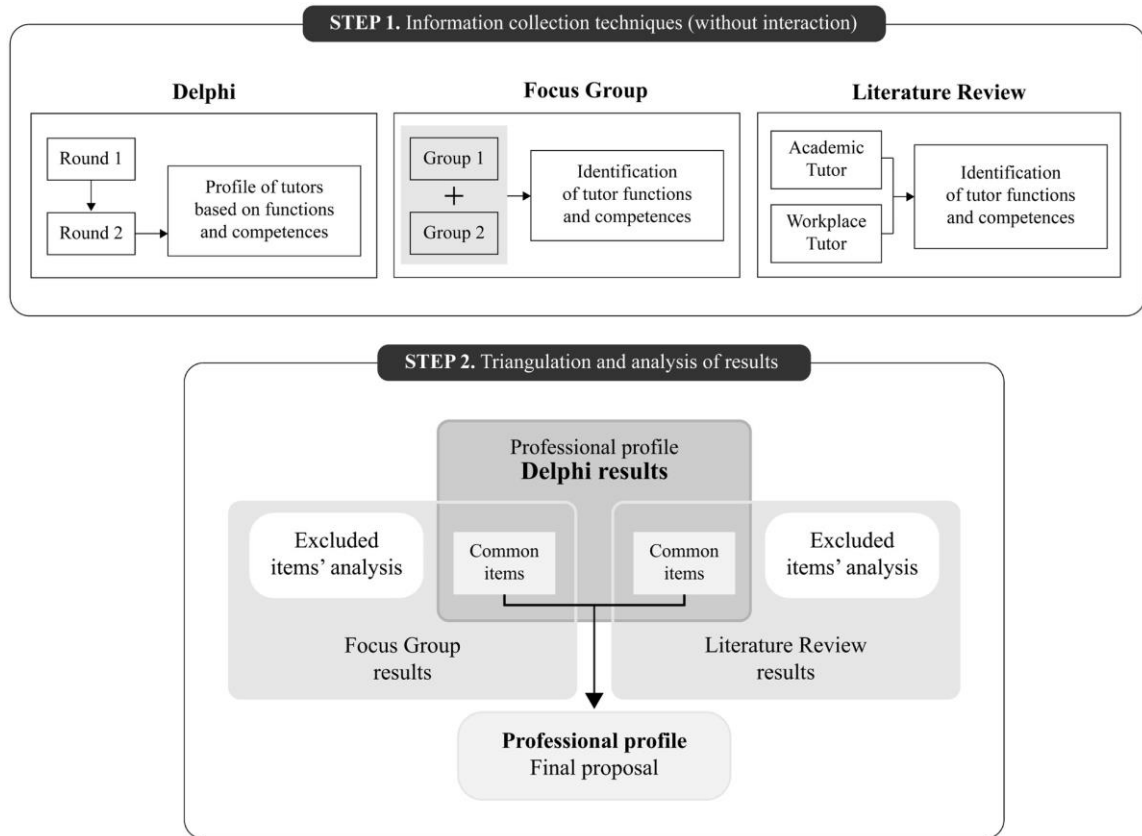 STEP 1. Information collection techniques (without interaction)
Delphi
Round 1
Round 2
Profile of tutors
based on functions
and competences
Focus Group
Group 1
+
Group 2
Identification
of tutor functions
and competences
Literature Review
Academic
Tutor
Workplace
Tutor
Identification
of tutor functions
and competences
STEP 2. Triangulation and analysis of results
Professional profile
Delphi results
Excluded
items’ analysis
Common
items
Common
items
Excluded
items’ analysis
Focus Group
results
Literature Review
results
Professional profile
Final proposal